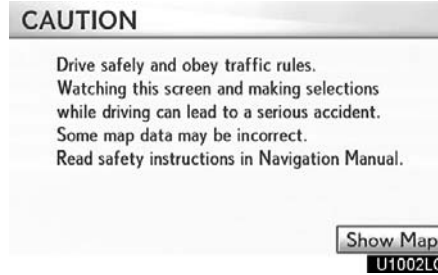 CAUTION
Drive safely and obey traffic rules.
Watching this screen and making selections
while driving can lead to a serious accident.
Some map data may be incorrect.
Read safety instructions in Navigation Manual.
Show Map